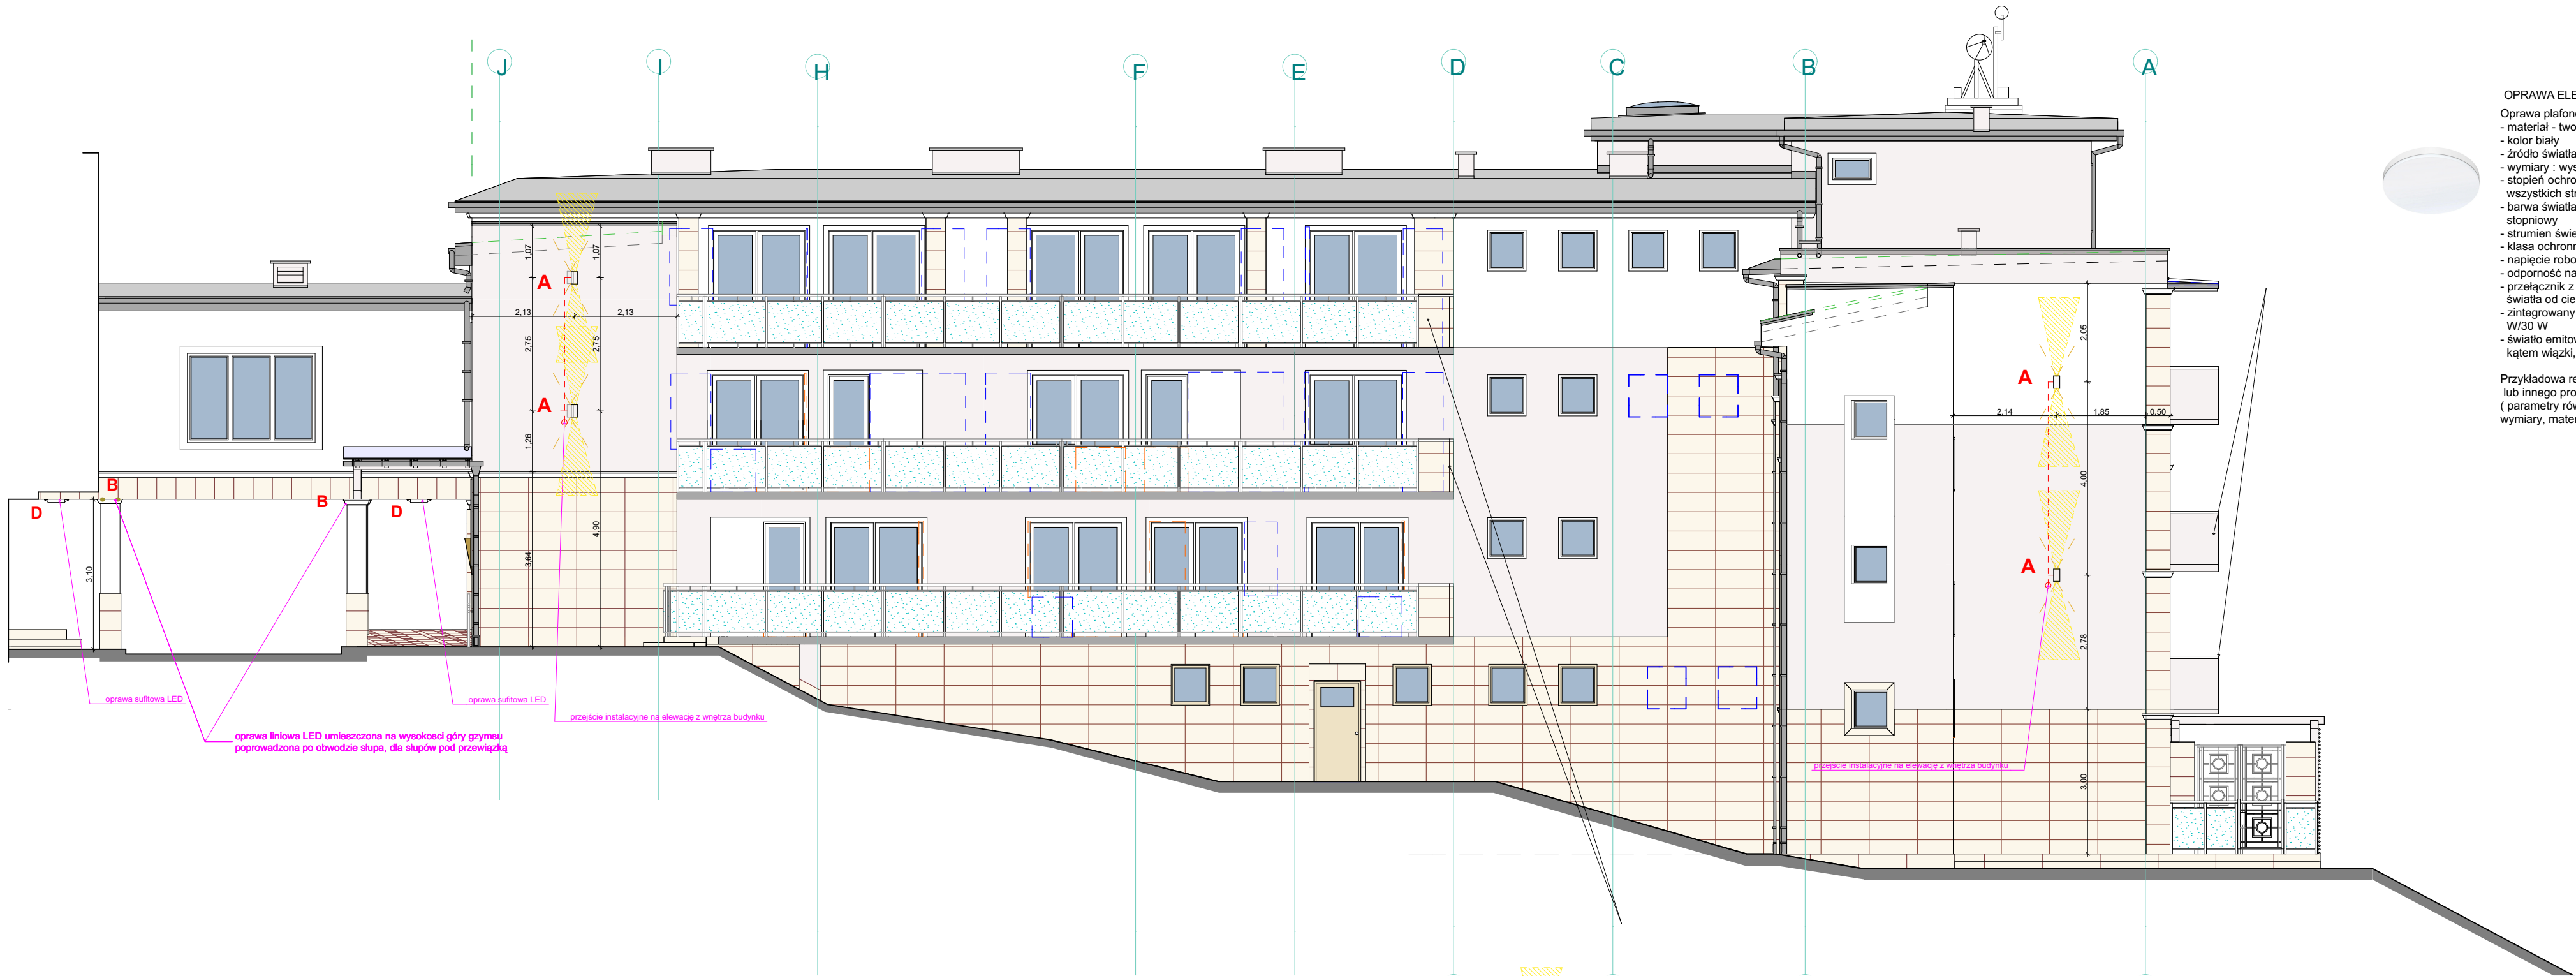 J I H F E D C B A
OPRAWA ELE
Oprawa plafono
- materiał - two
- kolor biały
- źródło światła
- wymiary : wys
- stopień ochro
wszystkich str
- barwa światła
stopniowy
- strumien świe
- klasa ochronn
- napięcie robo
- odporność na
- przełącznik z
światła od cie
- zintegrowany
W/30 W
- światło emitow
kątem wiązki,
Przykładowa re
lub innego pro
( parametry rów
wymiary, mater
1,07 1,07
A
2,13 2,13
2,75 2,75
A
1,26
4,90
3,64
B
D
B
D
3,10
2,05
A
2,14 1,85 0,50
4,00
A
2,78
3,00
oprawa sufitowa LED
oprawa sufitowa LED
przejście instalacyjne na elewację z wnętrza budynku
oprawa liniowa LED umieszczona na wysokosci góry gzymsu
poprowadzona po obwodzie słupa, dla słupów pod przewiązką
przejście instalacyjne na elewację z wnętrza budynku